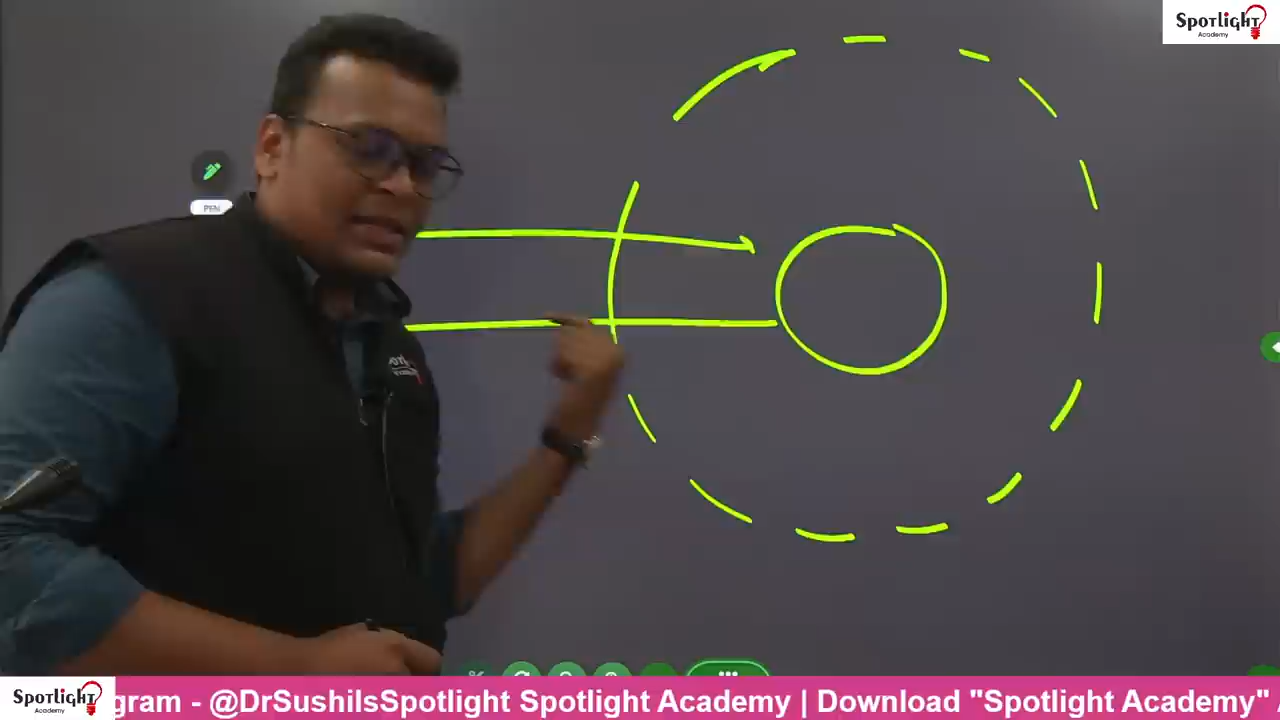 Spotlight
Academy
PEN
Spotlight
Academy
gram - @DrSushilsSpotlight Spotlight Academy | Download "Spotlight Academy"